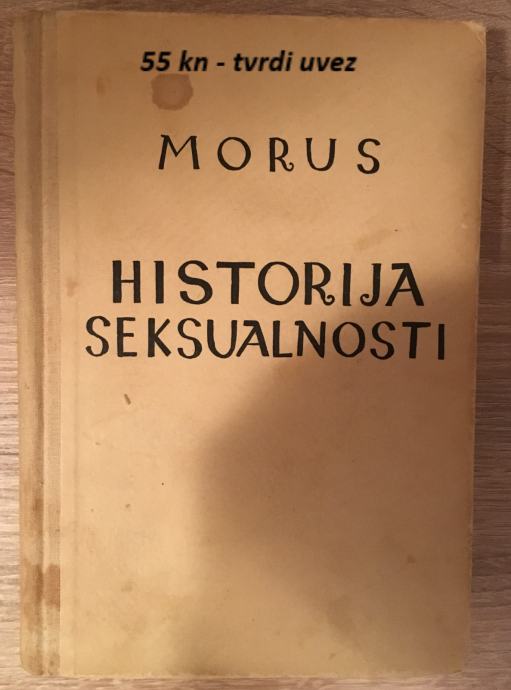 55 kn - tvrdi uvez
MORUS
HISTORIJA
SEKSUALNOSTI